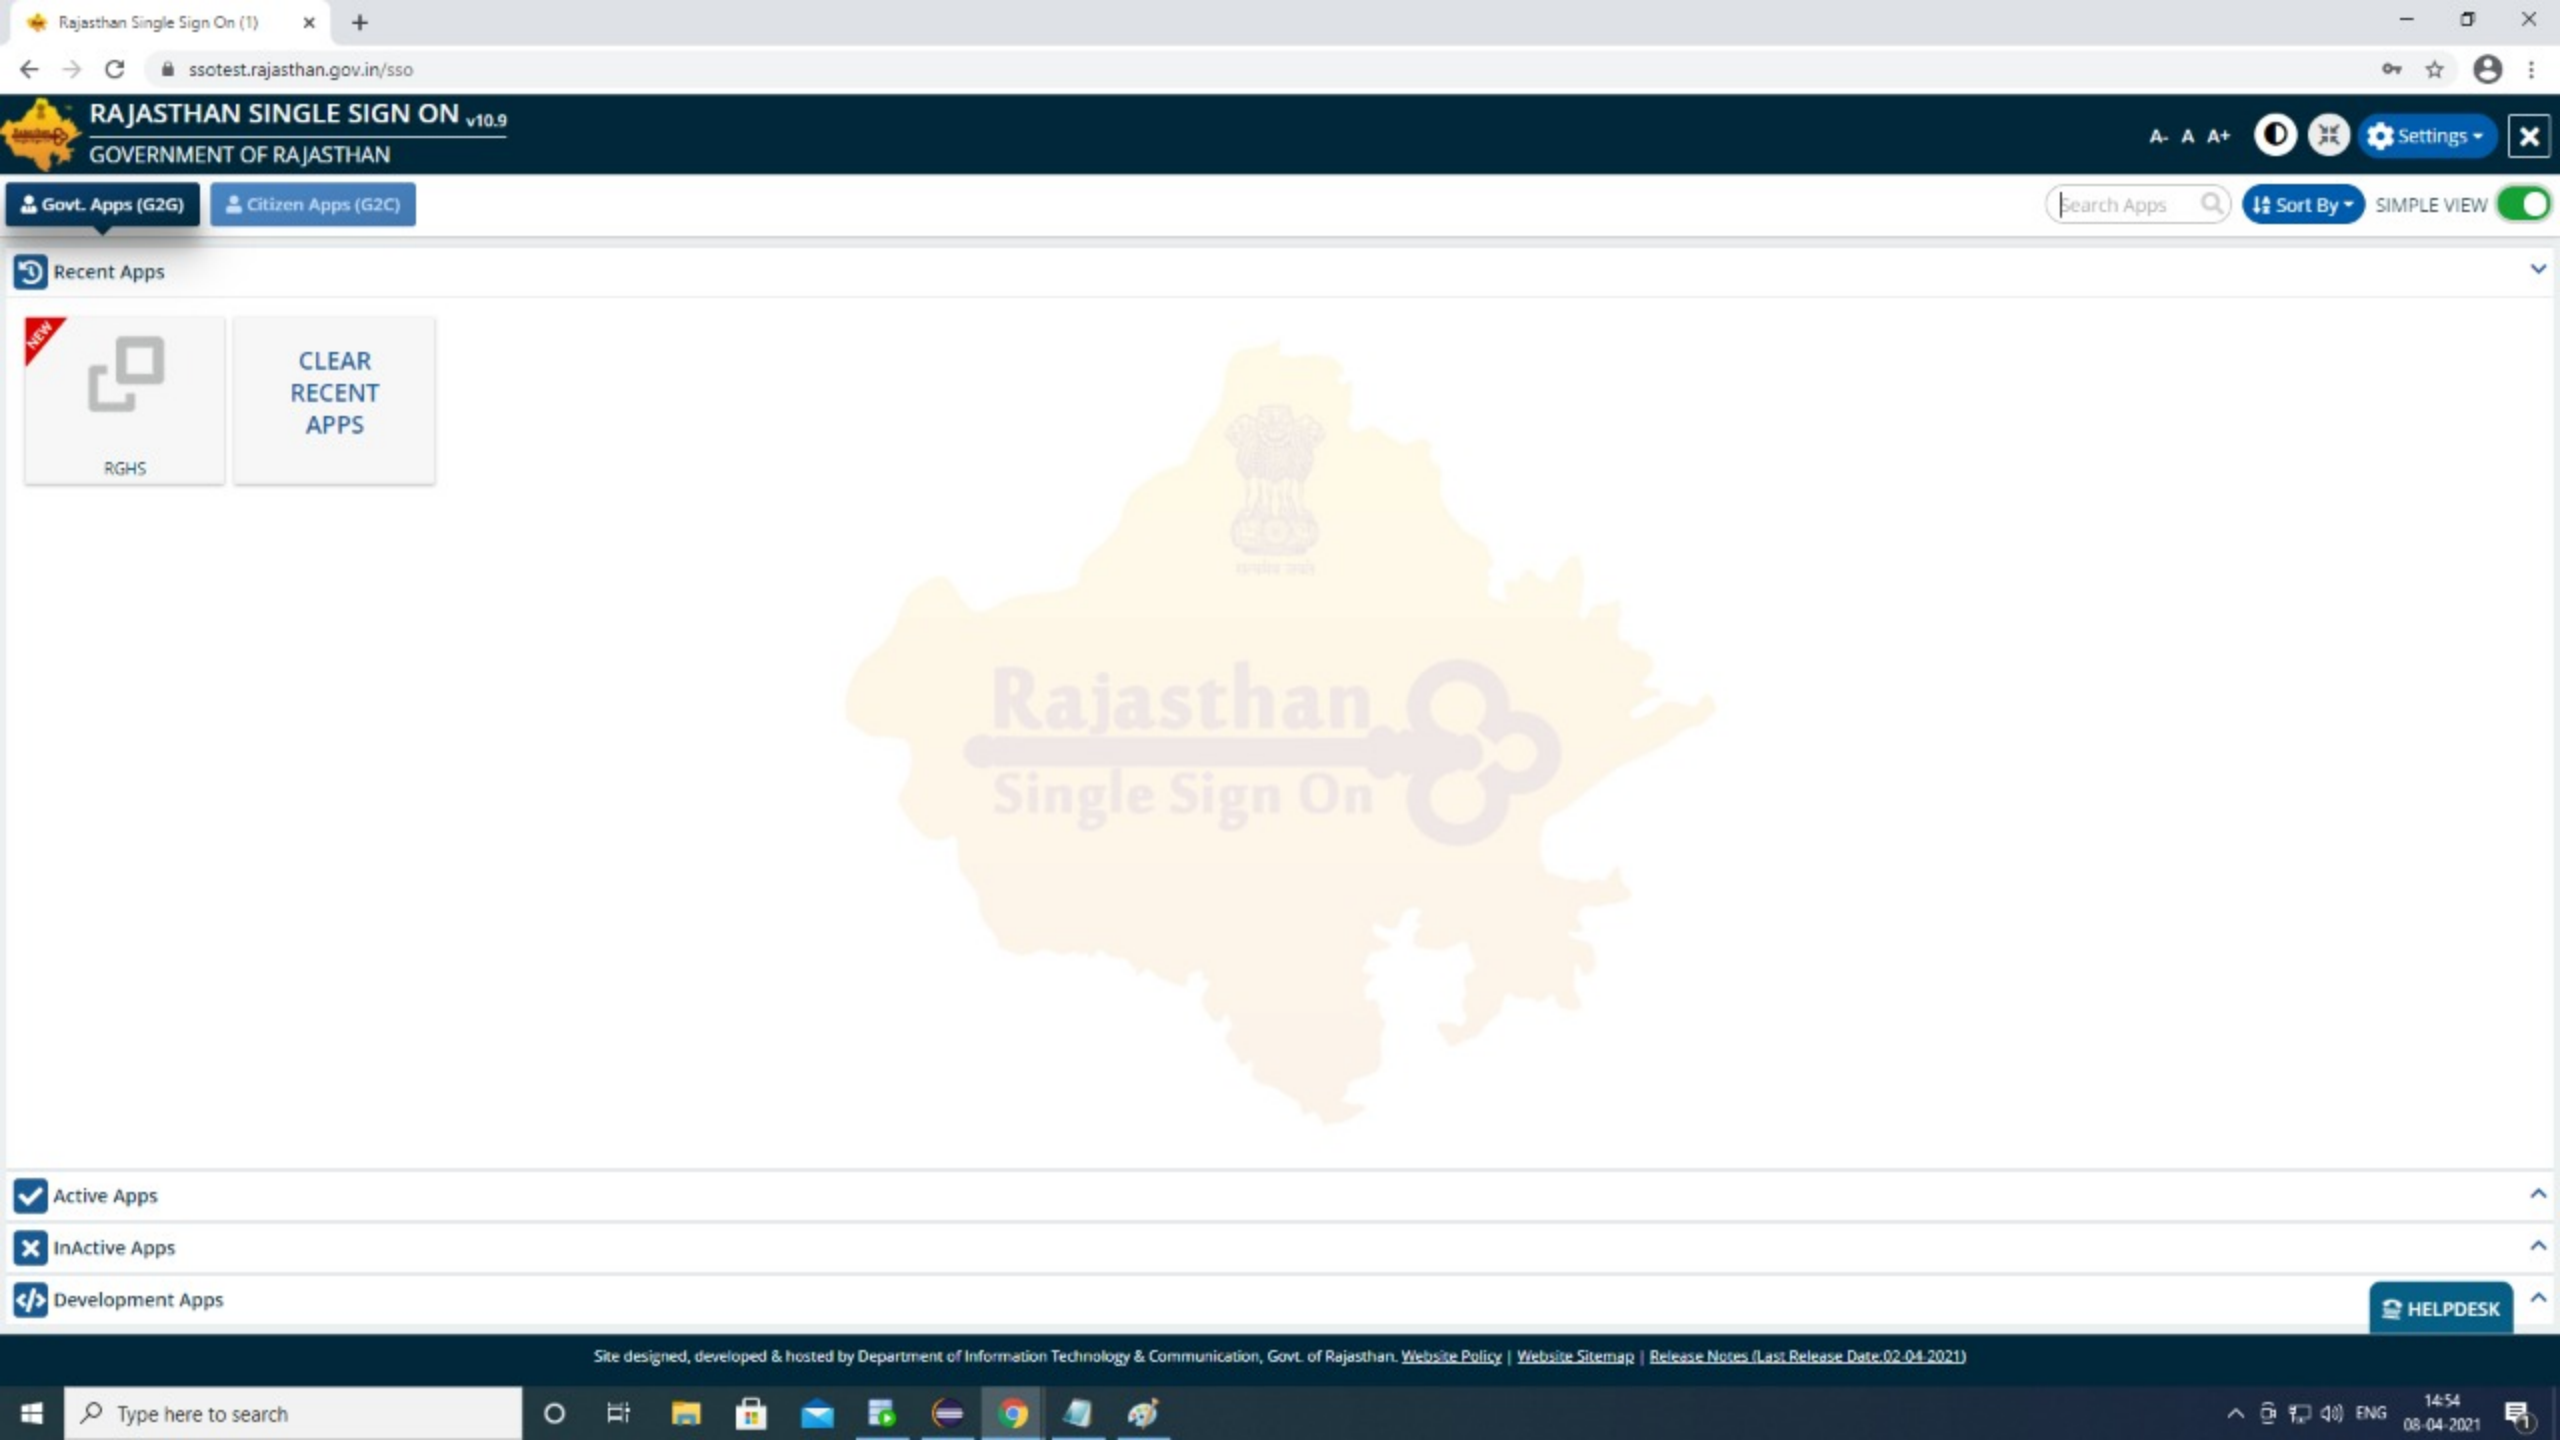 Rajasthan Single Sign On (1)
ssotest.rajasthan.gov.in/sso
RAJASTHAN SINGLE SIGN ON v10.9
GOVERNMENT OF RAJASTHAN
A- A A+
Settings
Govt. Apps (G2G)
Citizen Apps (G2C)
Search Apps
Sort By
SIMPLE VIEW
Recent Apps
NEW
RGHS
CLEAR
RECENT
APPS
Rajasthan
Single Sign On
Active Apps
InActive Apps
Development Apps
HELPDESK
Site designed, developed & hosted by Department of Information Technology & Communication, Govt. of Rajasthan. Website Policy | Website Sitemap | Release Notes (Last Release Date:02-04-2021)
Type here to search
ENG
14:54
08-04-2021
1